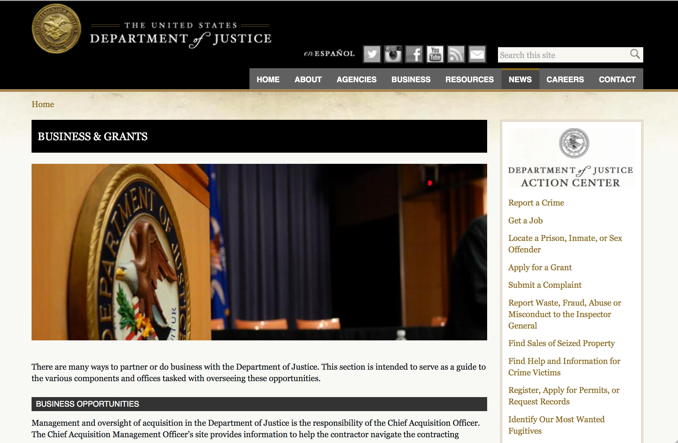 THE UNITED STATES
DEPARTMENT of JUSTICE
en ESPAÑOL
You
Tube
Search this site
HOME ABOUT AGENCIES BUSINESS RESOURCES NEWS CAREERS CONTACT
Home
BUSINESS & GRANTS
DEPARTMENT OF JUSTICE
There are many ways to partner or do business with the Department of Justice. This section is intended to serve as a guide to
the various components and offices tasked with overseeing these opportunities.
BUSINESS OPPORTUNITIES
Management and oversight of acquisition in the Department of Justice is the responsibility of the Chief Acquisition Officer.
The Chief Acquisition Management Officer's site provides information to help the contractor navigate the contracting
DEPARTMENT of JUSTICE
ACTION CENTER
Report a Crime
Get a Job
Locate a Prison, Inmate, or Sex
Offender
Apply for a Grant
Submit a Complaint
Report Waste, Fraud, Abuse or
Misconduct to the Inspector
General
Find Sales of Seized Property
Find Help and Information for
Crime Victims
Register, Apply for Permits, or
Request Records
Identify Our Most Wanted
Fugitives